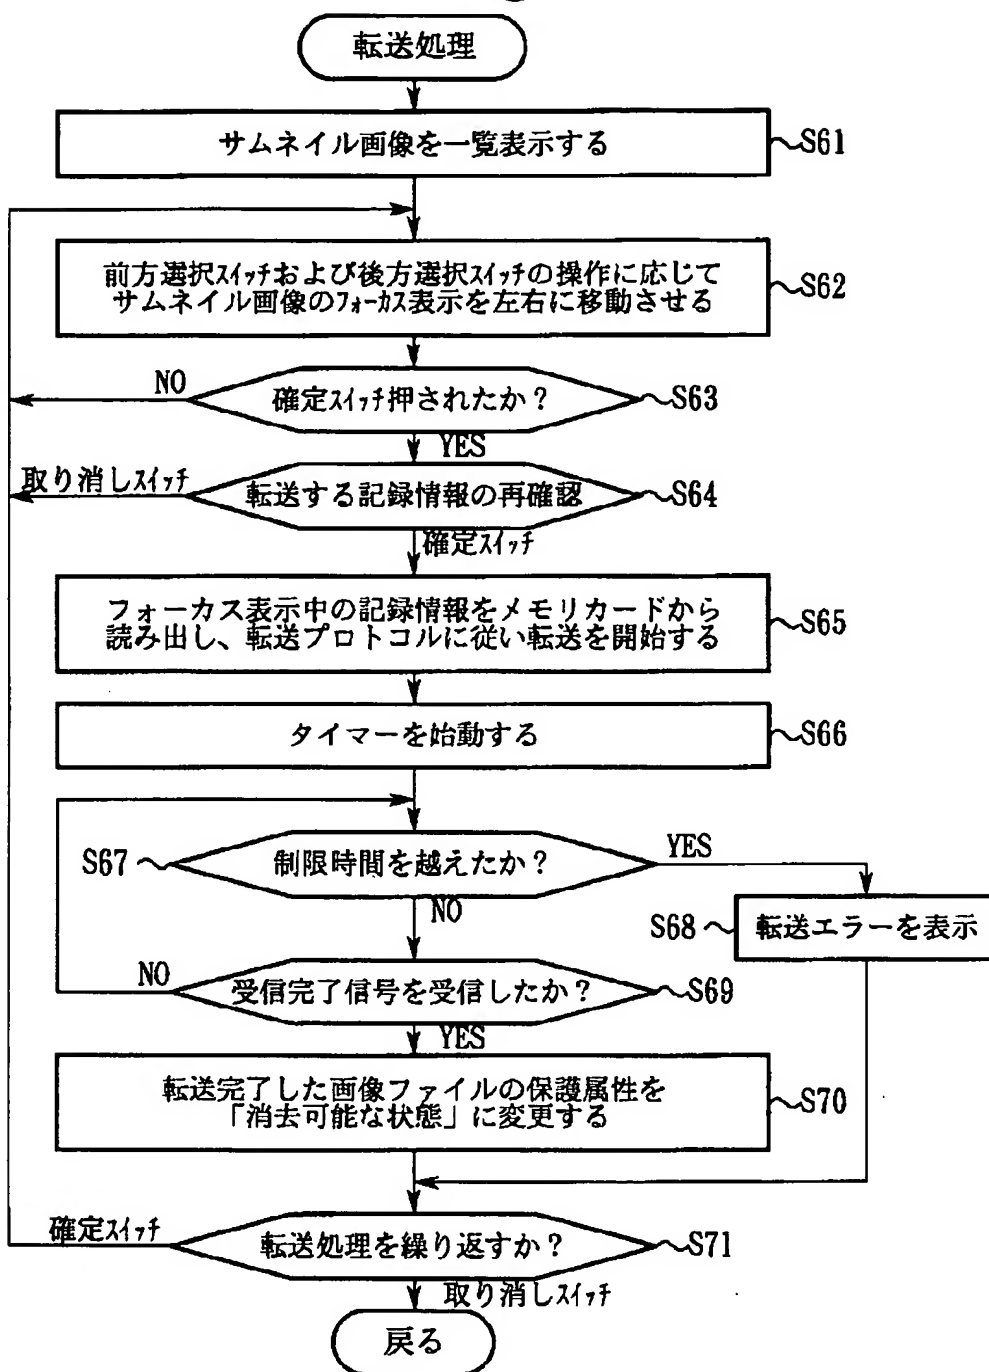 転送処理
サムネイル画像を一覧表示する
S61
前方選択スイッチおよび後方選択スイッチの操作に応じて
サムネイル画像のフォーカス表示を左右に移動させる
S62
NO
確定スイッチ押されたか？
S63
YES
取り消しスイッチ
転送する記録情報の再確認
S64
確定スイッチ
フォーカス表示中の記録情報をメモリカードから
読み出し、転送プロトコルに従い転送を開始する
S65
タイマーを始動する
S66
S67
制限時間を越えたか？
YES
NO
S68
転送エラーを表示
NO
受信完了信号を受信したか？
S69
YES
転送完了した画像ファイルの保護属性を
「消去可能な状態」に変更する
S70
確定スイッチ
転送処理を繰り返すか？
S71
取り消しスイッチ
戻る